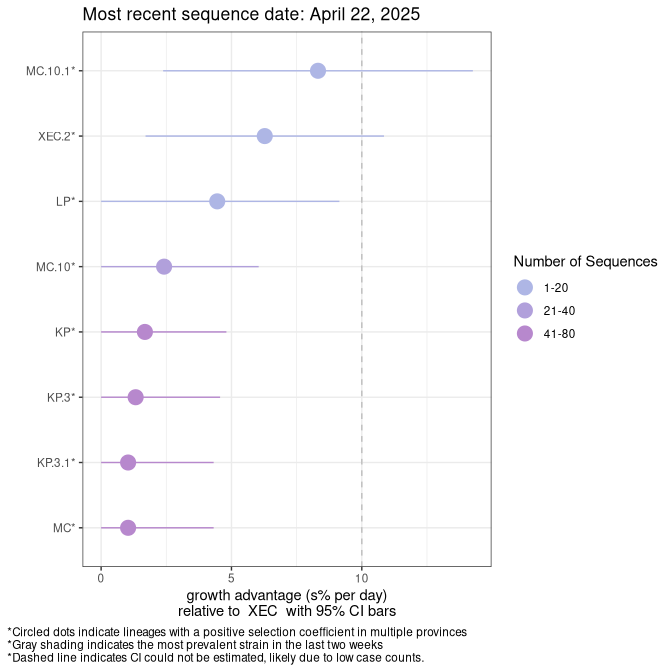 Most recent sequence date: April 22, 2025
MC.10.1*
XEC.2*
LP*
MC.10*
KP*
KP.3*
KP.3.1*
MC*
0 5 10
growth advantage (s% per day)
relative to  XEC  with 95% CI bars
Number of Sequences
1-20
21-40
41-80
*Circled dots indicate lineages with a positive selection coefficient in multiple provinces
*Gray shading indicates the most prevalent strain in the last two weeks
*Dashed line indicates CI could not be estimated, likely due to low case counts.